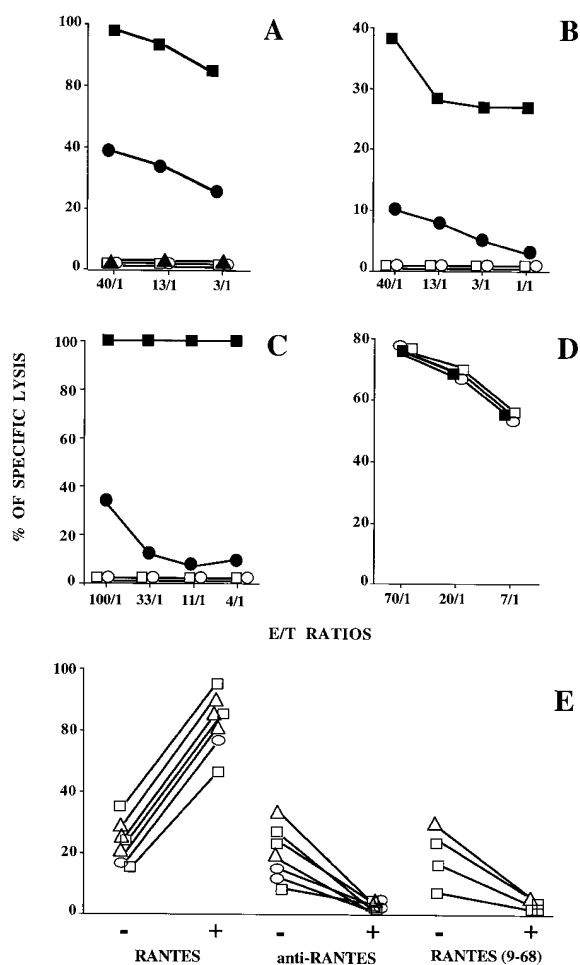 A
100
80
40
20
0
40/1 13/1 3/1
B
40
30
20
10
0
40/1 13/1 3/1 1/1
% OF SPECIFIC LYSIS
C
100
80
60
40
20
0
100/1 33/1 11/1 4/1
D
80
60
40
20
0
70/1 20/1 7/1
E/T RATIOS
E
100
80
40
20
0
- + - + - +
RANTES anti-RANTES RANTES (9-68)